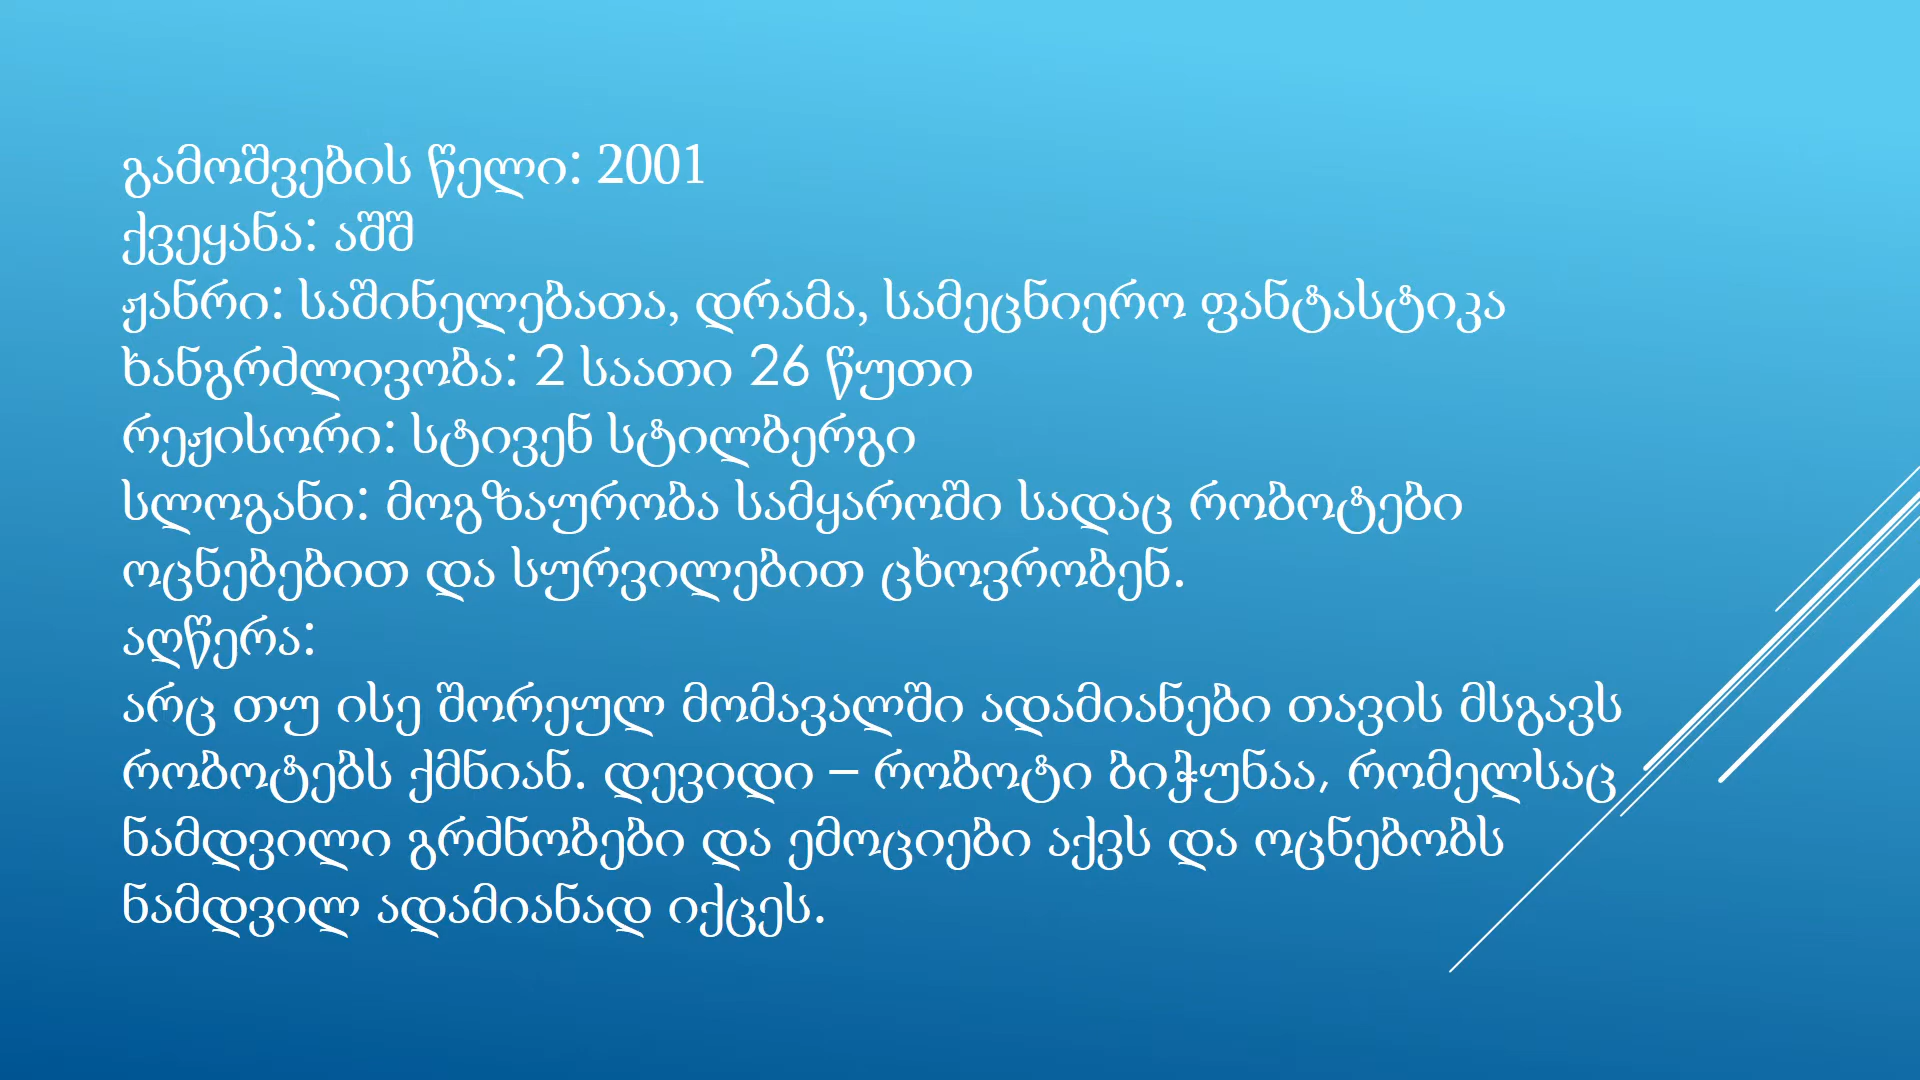 გამოშვების წელი: 2001
ქვეყანა: აშშ
ჟანრი: საშინელებათა, დრამა, სამეცნიერო ფანტასტიკა
ხანგრძლივობა: 2 საათი 26 წუთი
რეჟისორი: სტივენ სტილბერგი
სლოგანი: მოგზაურობა სამყაროში სადაც რობოტები
ოცნებებით და სურვილებით ცხოვრობენ.
აღწერა:
არც თუ ისე შორეულ მომავალში ადამიანები თავის მსგავს
რობოტებს ქმნიან. დევიდი – რობოტი ბიჭუნაა, რომელსაც
ნამდვილი გრძნობები და ემოციები აქვს და ოცნებობს
ნამდვილ ადამიანად იქცეს.